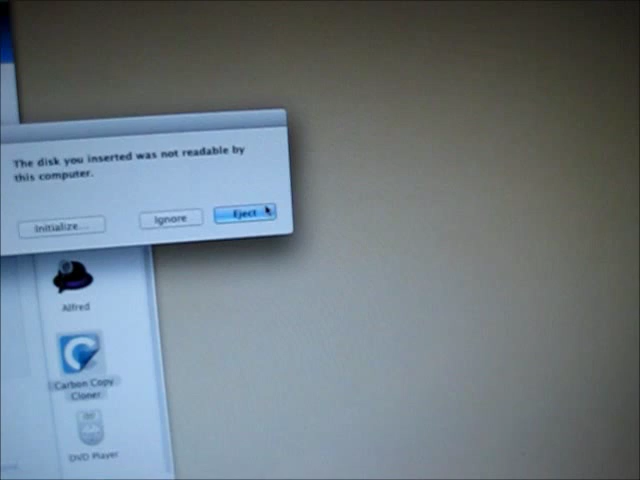 The disk you inserted was not readable by
this computer.
Initialize...
Ignore
Eject
Alfred
Carbon Copy
Cloner
DVD Player